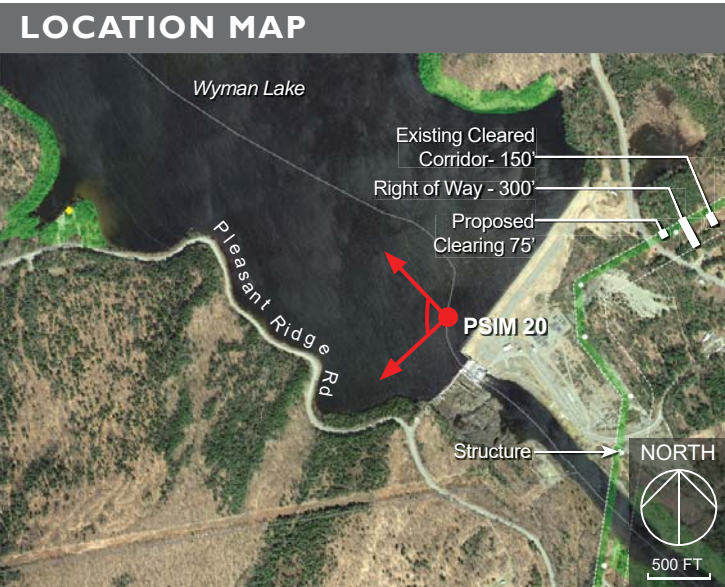 LOCATION MAP
Wyman Lake
Existing Cleared
Corridor- 150'
Right of Way - 300'
Proposed
Clearing 75'
Pleasant Ridge Rd
PSIM 20
Structure
NORTH
500 FT